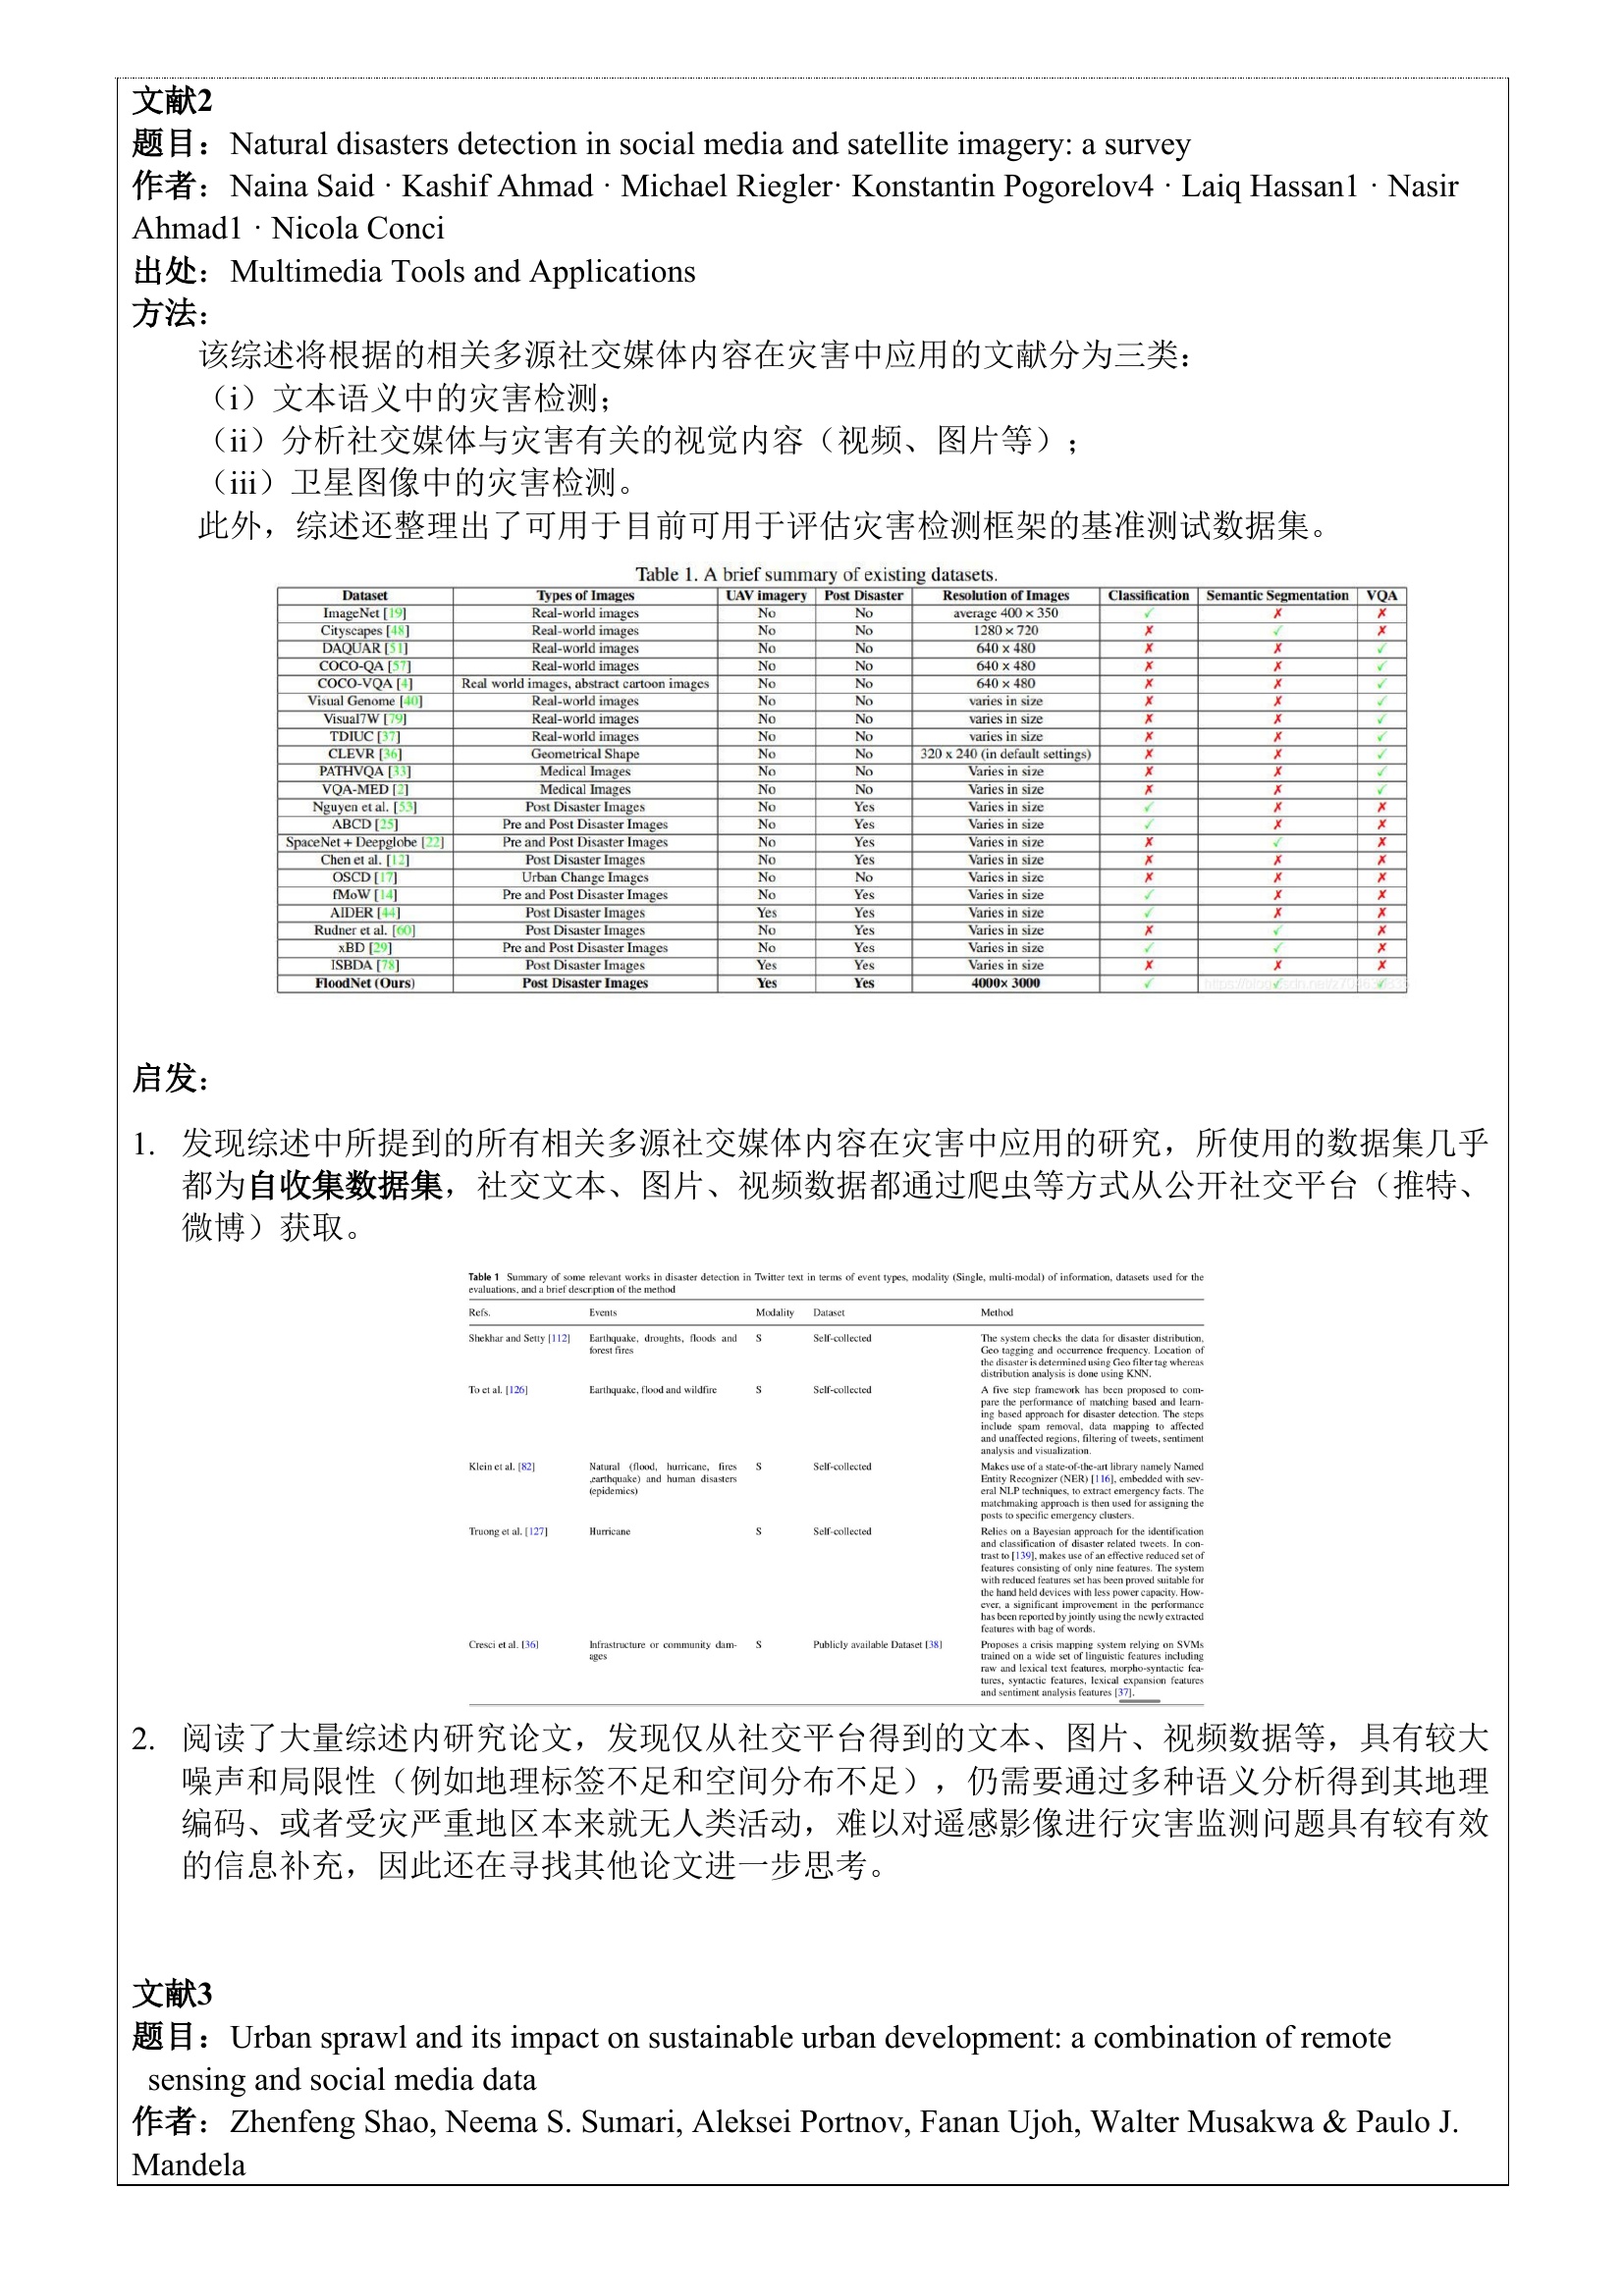 文献2
题目：Natural disasters detection in social media and satellite imagery: a survey
作者：Naina Said · Kashif Ahmad · Michael Riegler· Konstantin Pogorelov4 · Laiq Hassan1 · Nasir
Ahmad1 · Nicola Conci
出处：Multimedia Tools and Applications
方法：
该综述将根据的相关多源社交媒体内容在灾害中应用的文献分为三类：
（i）文本语义中的灾害检测；
（ii）分析社交媒体与灾害有关的视觉内容（视频、图片等）；
（iii）卫星图像中的灾害检测。
此外，综述还整理出了可用于目前可用于评估灾害检测框架的基准测试数据集。
Table 1. A brief summary of existing datasets.
Dataset Types of Images UAV imagery Post Disaster Resolution of Images Classification Semantic Segmentation VQA
ImageNet [19] Real-world images No No average 400 × 350 ✓ ✗ ✗
Cityscapes [48] Real-world images No No 1280 × 720 ✗ ✓ ✗
DAQUAR [51] Real-world images No No 640 × 480 ✗ ✗ ✓
COCO-QA [57] Real-world images No No 640 × 480 ✗ ✗ ✓
COCO-VQA [4] Real world images, abstract cartoon images No No 640 × 480 ✗ ✗ ✓
Visual Genome [40] Real-world images No No varies in size ✗ ✗ ✓
Visual7W [79] Real-world images No No varies in size ✗ ✗ ✓
TDIUC [37] Real-world images No No varies in size ✗ ✗ ✓
CLEVR [36] Geometrical Shape No No 320 x 240 (in default settings) ✗ ✗ ✓
PATHVQA [33] Medical Images No No Varies in size ✗ ✗ ✓
VQA-MED [2] Medical Images No No Varies in size ✗ ✗ ✓
Nguyen et al. [53] Post Disaster Images No Yes Varies in size ✓ ✗ ✗
ABCD [25] Pre and Post Disaster Images No Yes Varies in size ✓ ✗ ✗
SpaceNet + Deepglobe [22] Pre and Post Disaster Images No Yes Varies in size ✗ ✓ ✗
Chen et al. [12] Post Disaster Images No Yes Varies in size ✗ ✗ ✗
OSCD [17] Urban Change Images No No Varies in size ✗ ✗ ✗
fMoW [14] Pre and Post Disaster Images No Yes Varies in size ✓ ✗ ✗
AIDER [44] Post Disaster Images Yes Yes Varies in size ✓ ✗ ✗
Rudner et al. [60] Post Disaster Images No Yes Varies in size ✗ ✓ ✗
xBD [29] Pre and Post Disaster Images No Yes Varies in size ✓ ✓ ✗
ISBDA [78] Post Disaster Images Yes Yes Varies in size ✗ ✗ ✗
FloodNet (Ours) Post Disaster Images Yes Yes 4000× 3000 ✓ ✓ ✓
启发：
1. 发现综述中所提到的所有相关多源社交媒体内容在灾害中应用的研究，所使用的数据集几乎
都为自收集数据集，社交文本、图片、视频数据都通过爬虫等方式从公开社交平台（推特、
微博）获取。
Table 1 Summary of some relevant works in disaster detection in Twitter text in terms of event types, modality (Single, multi-modal) of information, datasets used for the
evaluations, and a brief description of the method
Refs. Events Modality Dataset Method
Shekhar and Setty [112] Earthquake, droughts, floods and S Self-collected The system checks the data for disaster distribution,
forest fires Geo tagging and occurrence frequency. Location of
the disaster is determined using Geo filter tag whereas
distribution analysis is done using KNN.
To et al. [126] Earthquake, flood and wildfire S Self-collected A five step framework has been proposed to com-
pare the performance of matching based and learn-
ing based approach for disaster detection. The steps
include spam removal, data mapping to affected
and unaffected regions, filtering of tweets, sentiment
analysis and visualization.
Klein et al. [82] Natural (flood, hurricane, fires S Self-collected Makes use of a state-of-the-art library namely Named
,earthquake) and human disasters Entity Recognizer (NER) [116], embedded with sev-
(epidemics) eral NLP techniques, to extract emergency facts. The
matchmaking approach is then used for assigning the
posts to specific emergency clusters.
Truong et al. [127] Hurricane S Self-collected Relies on a Bayesian approach for the identification
and classification of disaster related tweets. In con-
trast to [139], makes use of an effective reduced set of
features consisting of only nine features. The system
with reduced features set has been proved suitable for
the hand held devices with less power capacity. How-
ever, a significant improvement in the performance
has been reported by jointly using the newly extracted
features with bag of words.
Cresci et al. [36] Infrastructure or community dam- S Publicly available Dataset [38] Proposes a crisis mapping system relying on SVMs
ages trained on a wide set of linguistic features including
raw and lexical text features, morpho-syntactic fea-
tures, syntactic features, lexical expansion features
and sentiment analysis features [37].
2. 阅读了大量综述内研究论文，发现仅从社交平台得到的文本、图片、视频数据等，具有较大
噪声和局限性（例如地理标签不足和空间分布不足），仍需要通过多种语义分析得到其地理
编码、或者受灾严重地区本来就无人类活动，难以对遥感影像进行灾害监测问题具有较有效
的信息补充，因此还在寻找其他论文进一步思考。
文献3
题目：Urban sprawl and its impact on sustainable urban development: a combination of remote
sensing and social media data
作者：Zhenfeng Shao, Neema S. Sumari, Aleksei Portnov, Fanan Ujoh, Walter Musakwa & Paulo J.
Mandela